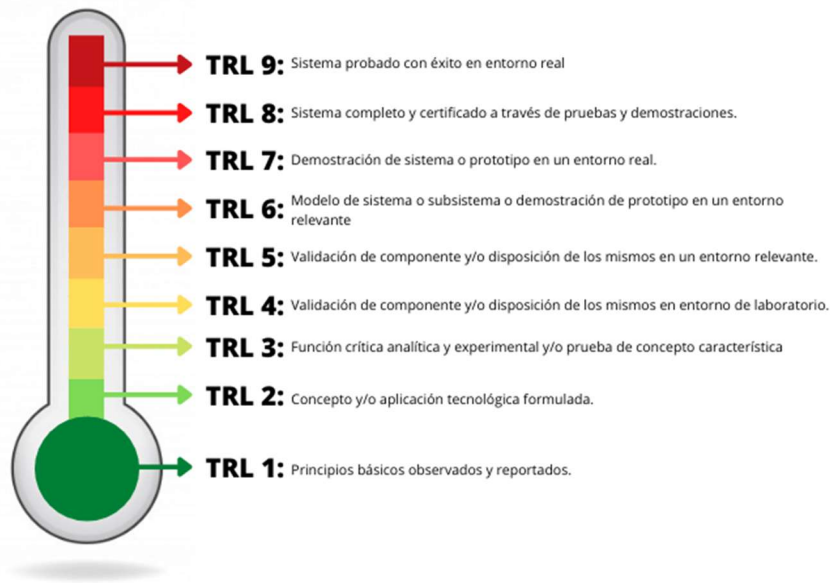 TRL 9: Sistema probado con éxito en entorno real
TRL 8: Sistema completo y certificado a través de pruebas y demostraciones.
TRL 7: Demostración de sistema o prototipo en un entorno real.
TRL 6: Modelo de sistema o subsistema o demostración de prototipo en un entorno
relevante
TRL 5: Validación de componente y/o disposición de los mismos en un entorno relevante.
TRL 4: Validación de componente y/o disposición de los mismos en entorno de laboratorio.
TRL 3: Función crítica analítica y experimental y/o prueba de concepto característica
TRL 2: Concepto y/o aplicación tecnológica formulada.
TRL 1: Principios básicos observados y reportados.